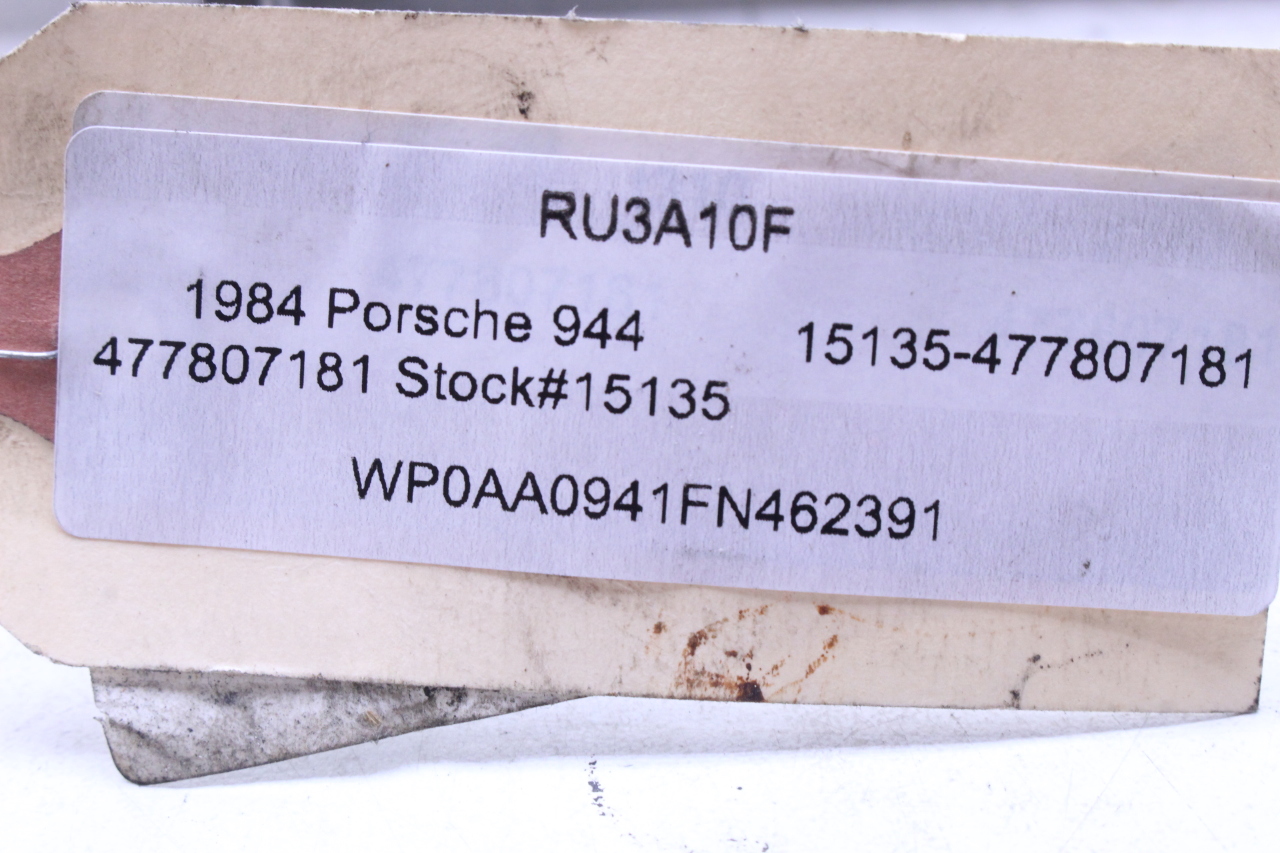 RU3A10F
1984 Porsche 944
15135-477807181
477807181 Stock#15135
WP0AA0941FN462391